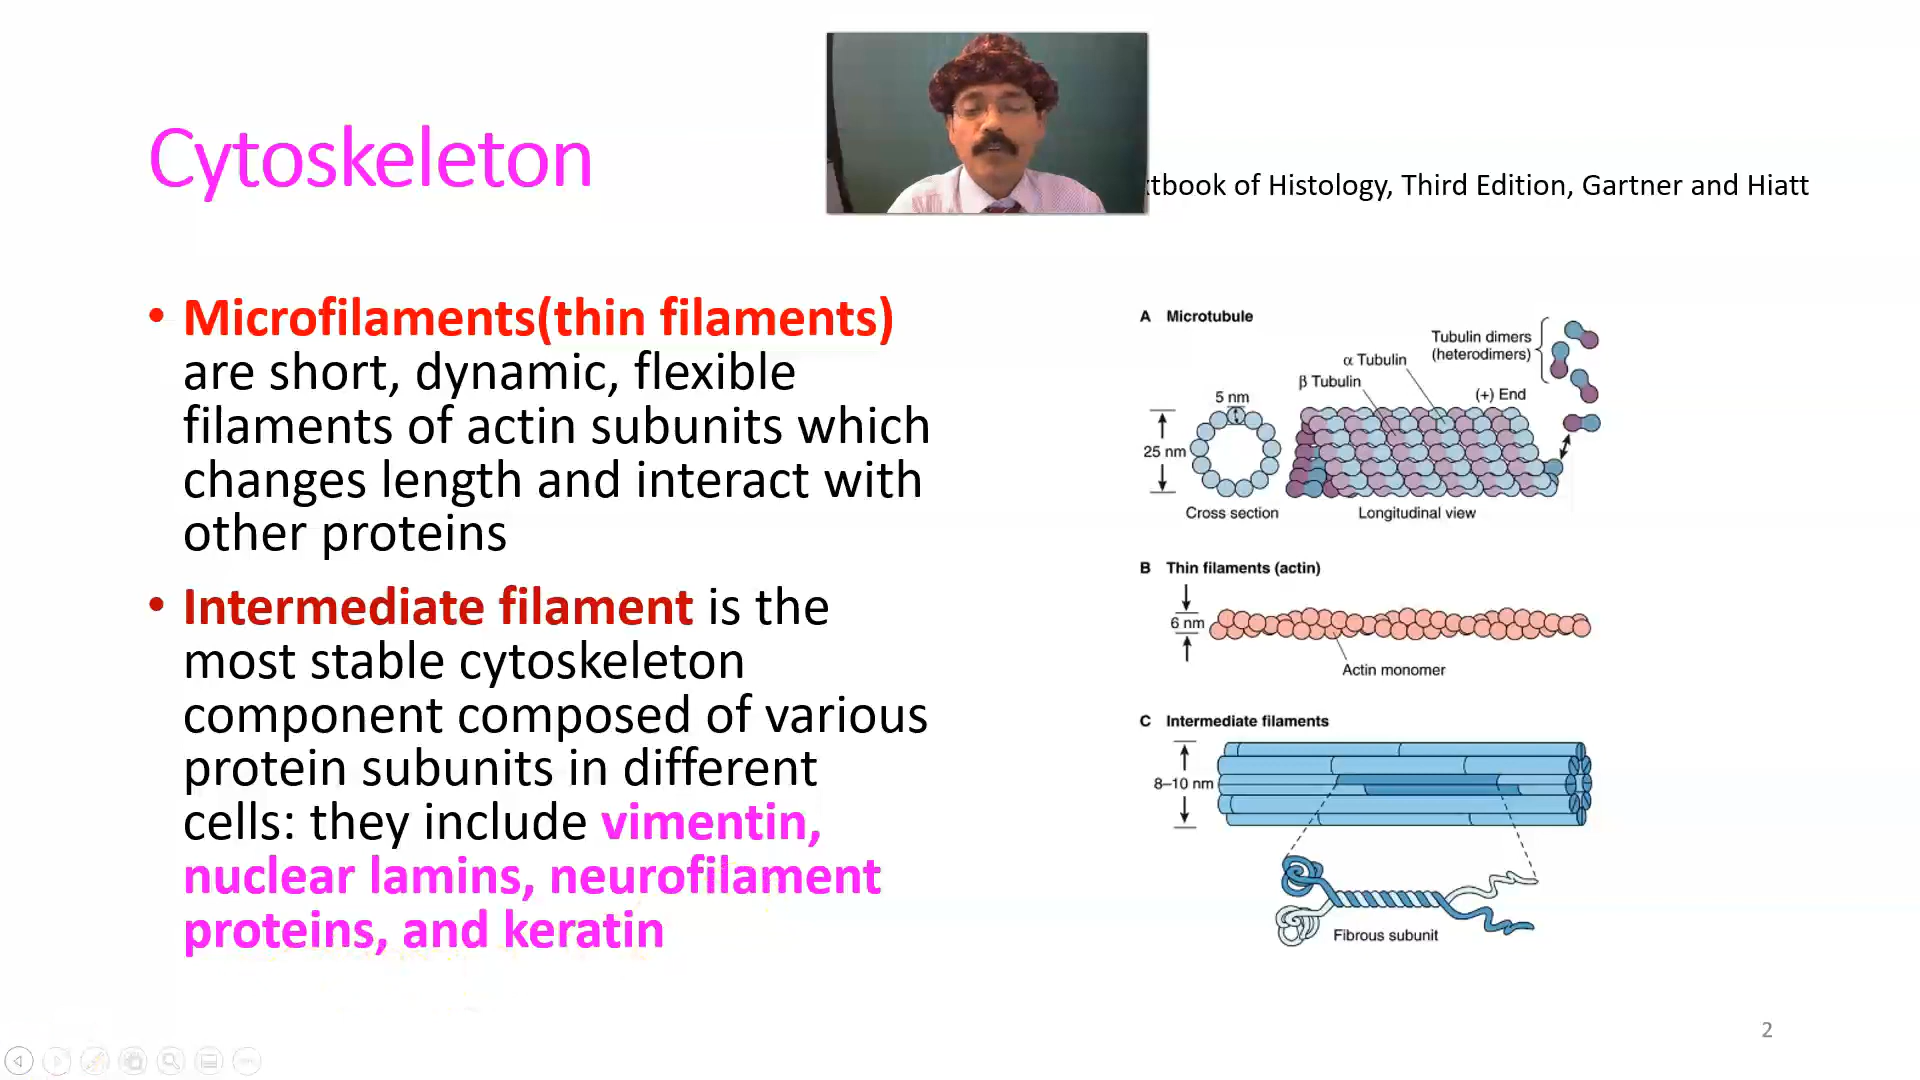 Cytoskeleton
of Histology, Third Edition, Gartner and Hiatt
• Microfilaments(thin filaments)
are short, dynamic, flexible
filaments of actin subunits which
changes length and interact with
other proteins
• Intermediate filament is the
most stable cytoskeleton
component composed of various
protein subunits in different
cells: they include vimentin,
nuclear lamins, neurofilament
proteins, and keratin
A Microtubule
Tubulin dimers
(heterodimers)
α Tubulin
β Tubulin
(+) End
5 nm
25 nm
Cross section
Longitudinal view
B Thin filaments (actin)
6 nm
Actin monomer
C Intermediate filaments
8–10 nm
Fibrous subunit
2